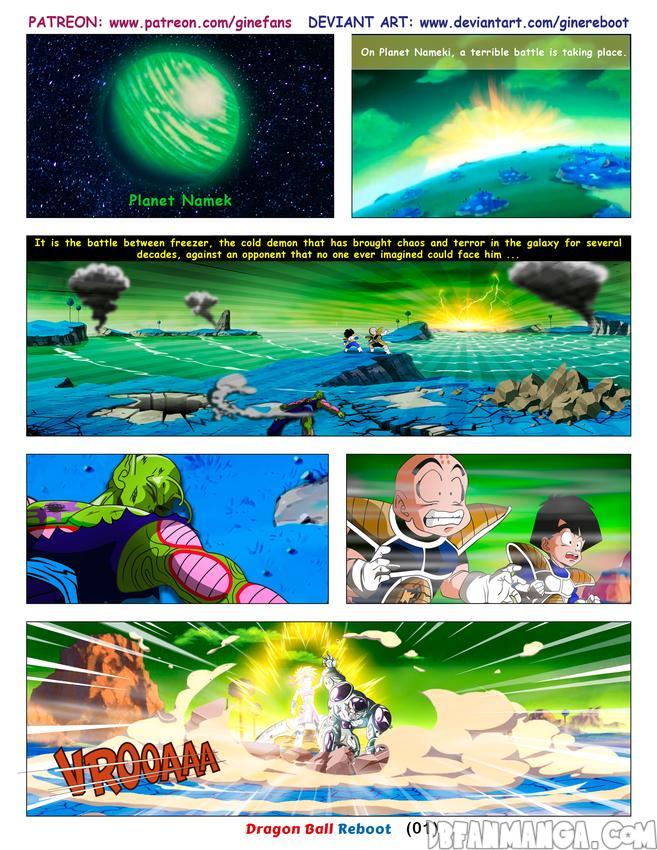 PATREON: www.patreon.com/ginefans DEVIANT ART: www.deviantart.com/ginereboot
Planet Namek
On Planet Nameki, a terrible battle is taking place.
It is the battle between freezer, the cold demon that has brought chaos and terror in the galaxy for several
decades, against an opponent that no one ever imagined could face him ...
VROOAAA
Dragon Ball Reboot (01)
DBFANMANGA.COM